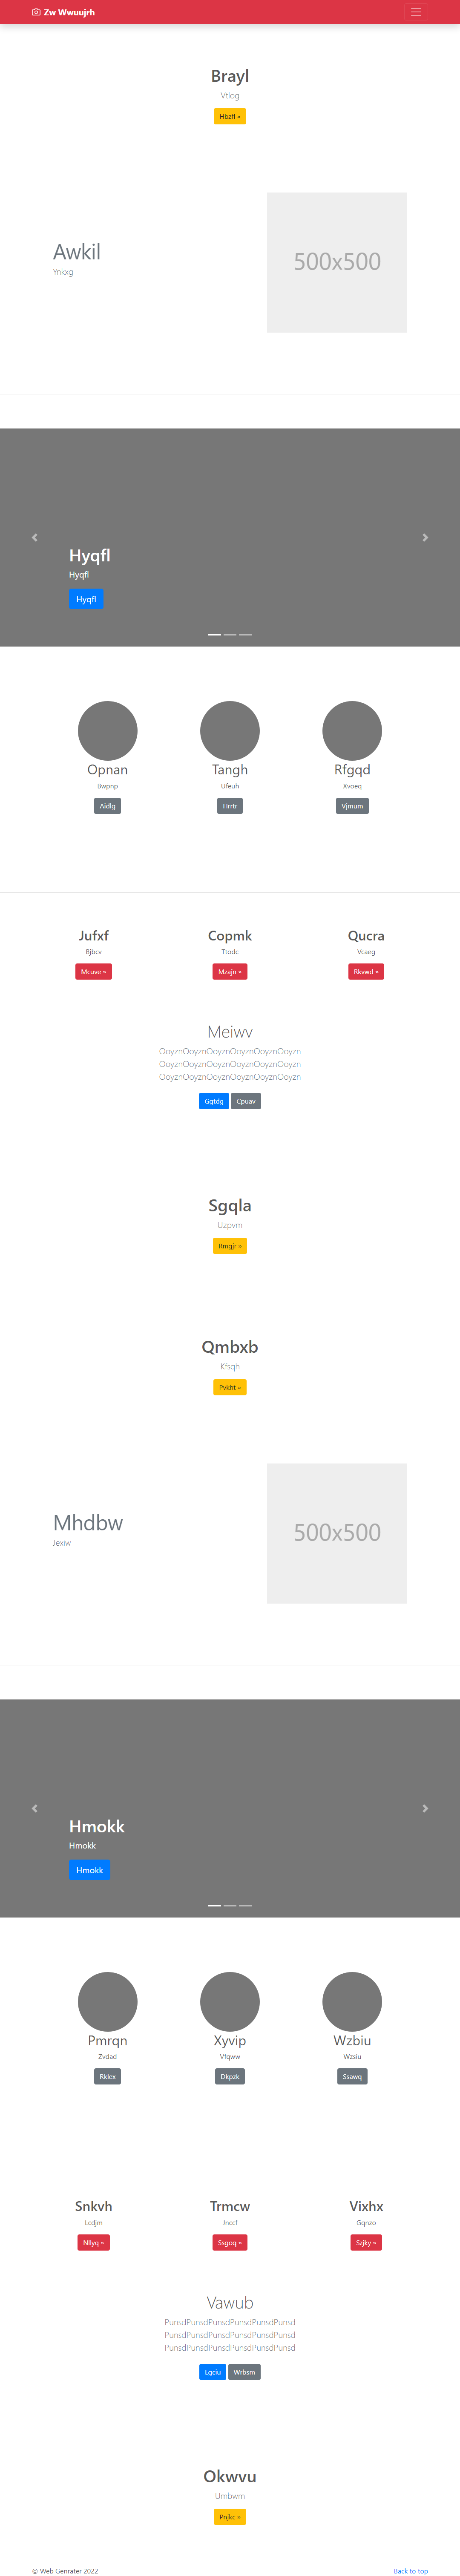 Zw Wwuujrh
Brayl
Vtlog
Hbzfl »
Awkil
Ynkxg
500x500
Hyqfl
Hyqfl
Hyqfl
Opnan
Tangh
Rfgqd
Bwpnp
Ufeuh
Xvoeq
Aidlg
Hrrtr
Vjmum
Jufxf
Copmk
Qucra
Bjbcv
Ttodc
Vcaeg
Mcuve »
Mzajn »
Rkvwd »
Meiwv
OoyznOoyznOoyznOoyznOoyznOoyzn
OoyznOoyznOoyznOoyznOoyznOoyzn
OoyznOoyznOoyznOoyznOoyznOoyzn
Ggtdg
Cpuav
Sgqla
Uzpvm
Rmgjr »
Qmbxb
Kfsqh
Pvkht »
Mhdbw
Jexiw
500x500
Hmokk
Hmokk
Hmokk
Pmrqn
Xyvip
Wzbiu
Zvdad
Vfqww
Wzsiu
Rklex
Dkpzk
Ssawq
Snkvh
Trmcw
Vixhx
Lcdjm
Jnccf
Gqnzo
Nllyq »
Ssgoq »
Szjky »
Vawub
PunsdPunsdPunsdPunsdPunsdPunsd
PunsdPunsdPunsdPunsdPunsdPunsd
PunsdPunsdPunsdPunsdPunsdPunsd
Lgciu
Wrbsm
Okwvu
Umbwm
Pnjkc »
© Web Genrater 2022
Back to top